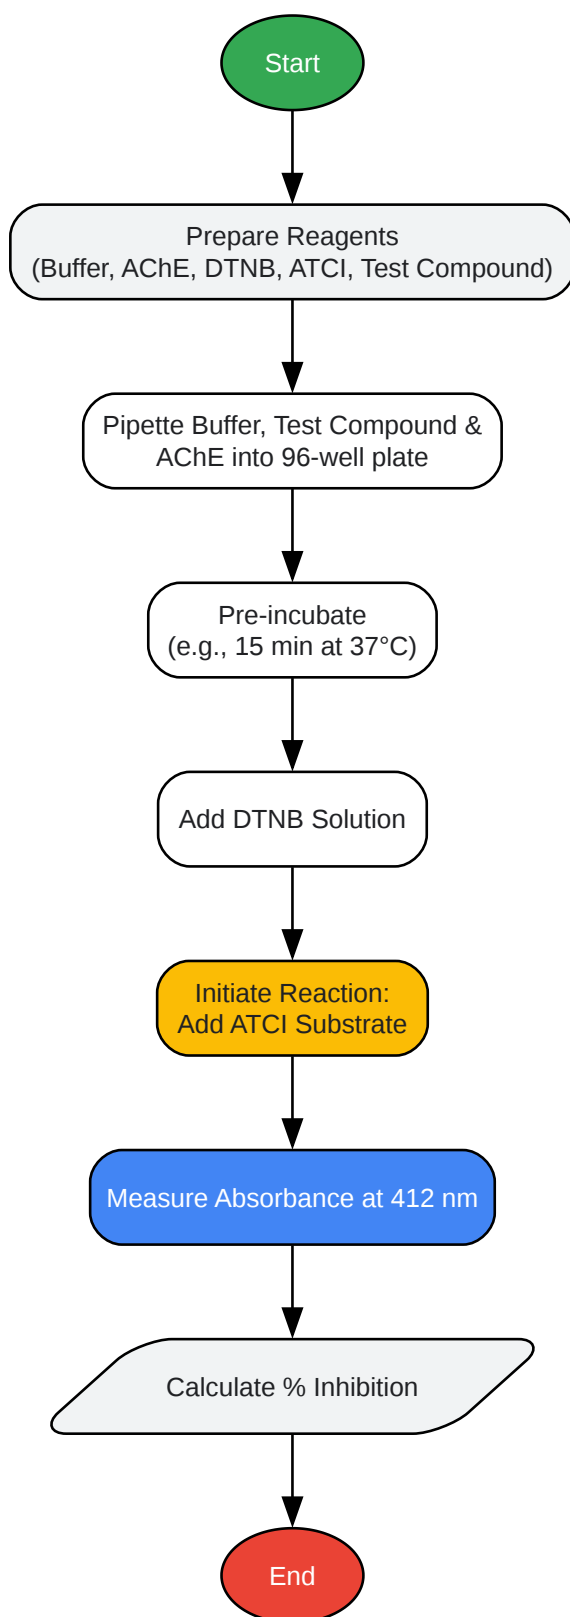 Start
Prepare Reagents
(Buffer, AChE, DTNB, ATCI, Test Compound)
Pipette Buffer, Test Compound &
AChE into 96-well plate
Pre-incubate
(e.g., 15 min at 37°C)
Add DTNB Solution
Initiate Reaction:
Add ATCI Substrate
Measure Absorbance at 412 nm
Calculate % Inhibition
End